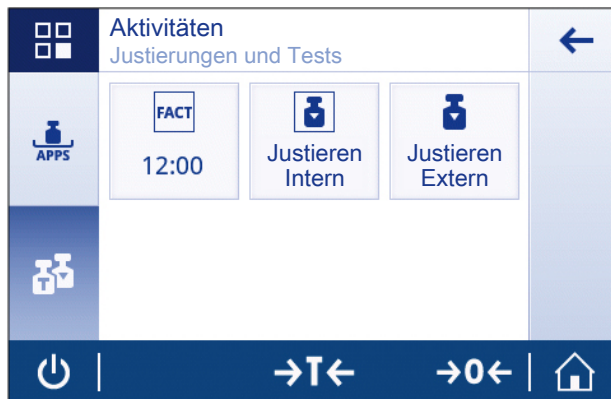 Aktivitäten
Justierungen und Tests
APPS
FACT
12:00
Justieren
Intern
Justieren
Extern
T
→T←
→0←